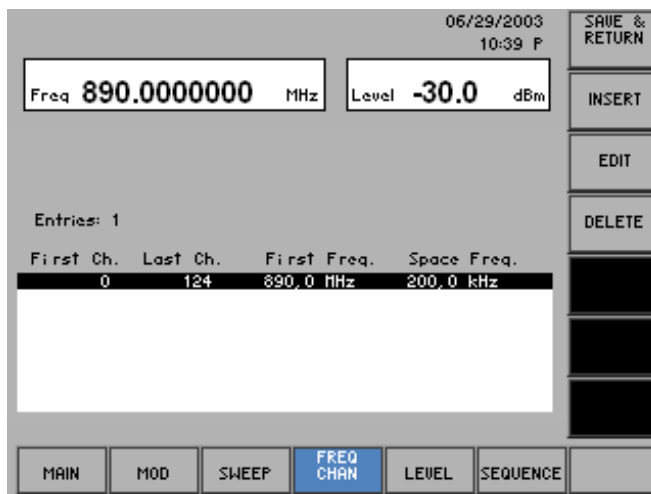 06/29/2003
10:39 P
Freq 890.0000000 MHz Level -30.0 dBm
SAVE &
RETURN
INSERT
EDIT
DELETE
Entries: 1
First Ch. Last Ch. First Freq. Space Freq.
0 124 890,0 MHz 200,0 kHz
MAIN MOD SWEEP FREQ CHAN LEVEL SEQUENCE